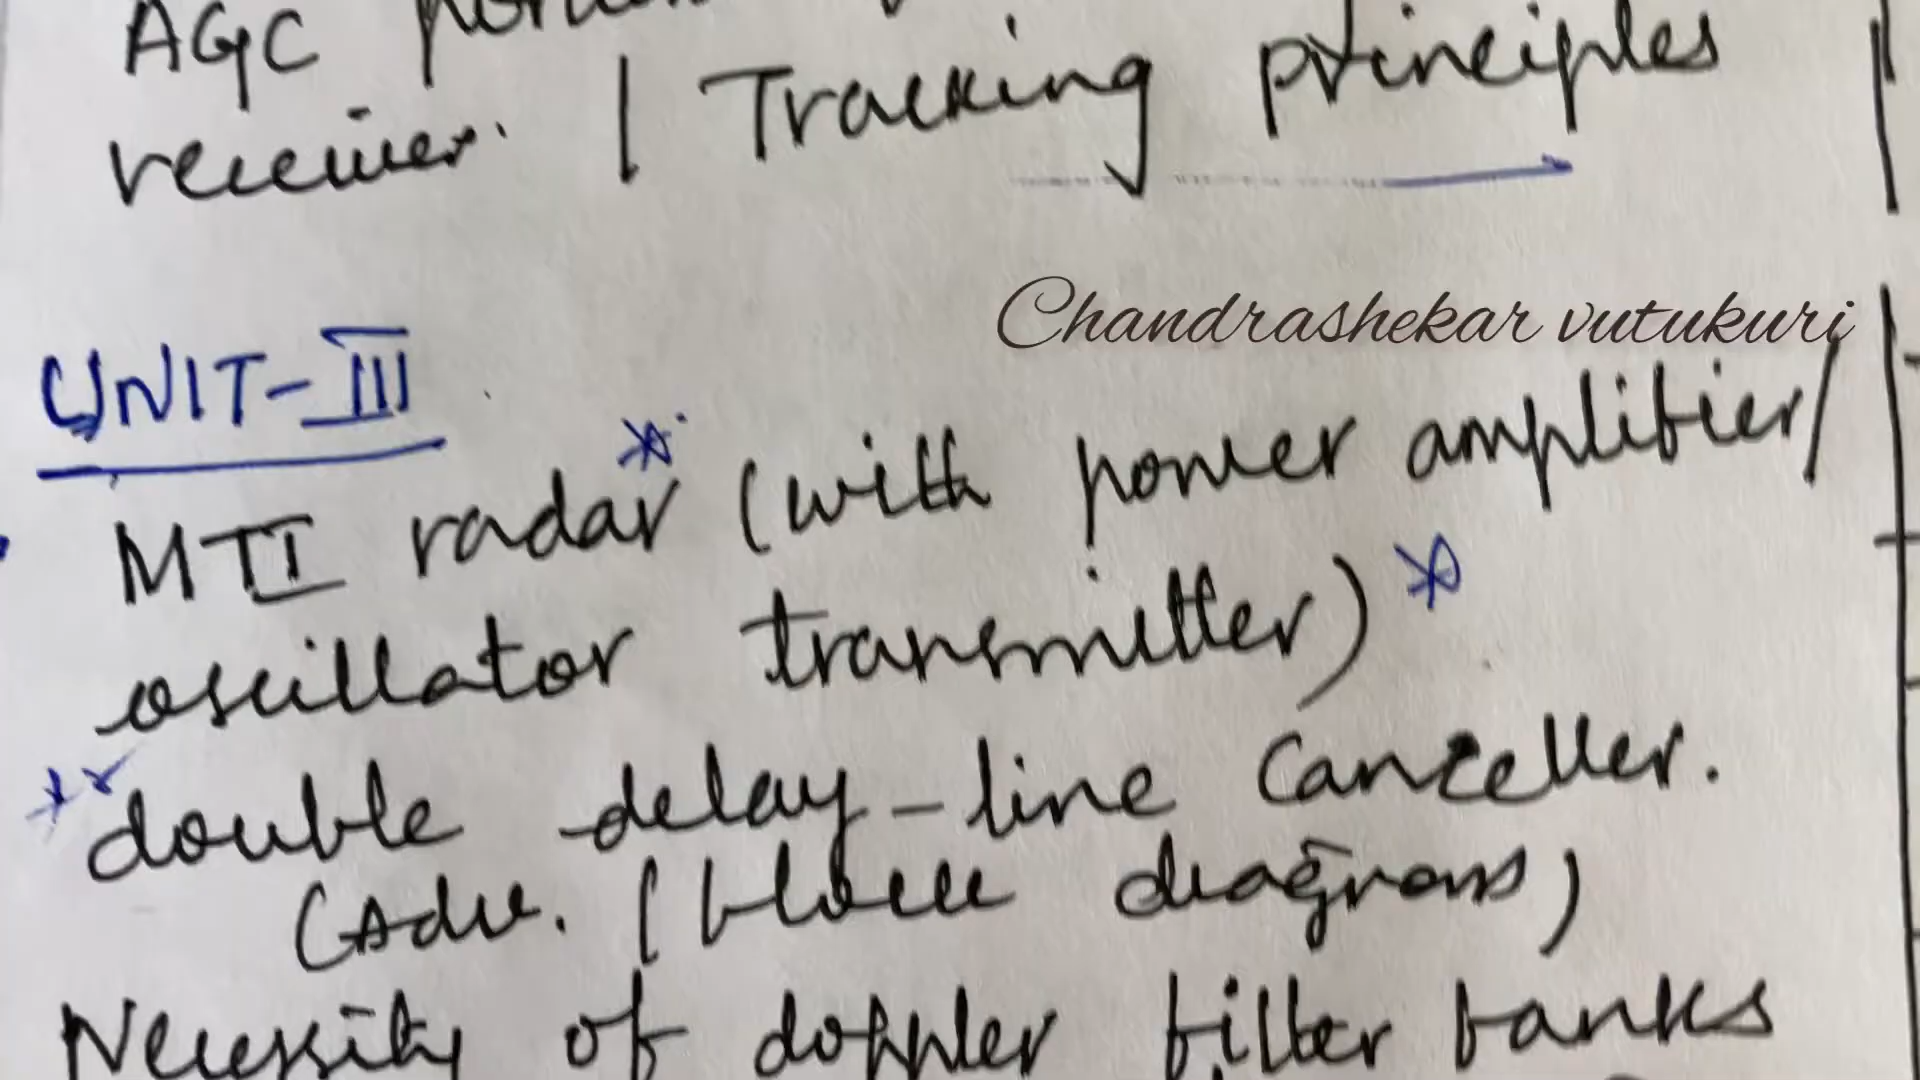 AGC
receiver. | Tracking principles
Chandrashekar vutukuri
UNIT-III
MTI radar (with power amplifier/
oscillator transmitter)
double delay-line canceller.
(Adv. / block diagrams)
Necessity of doppler filter banks